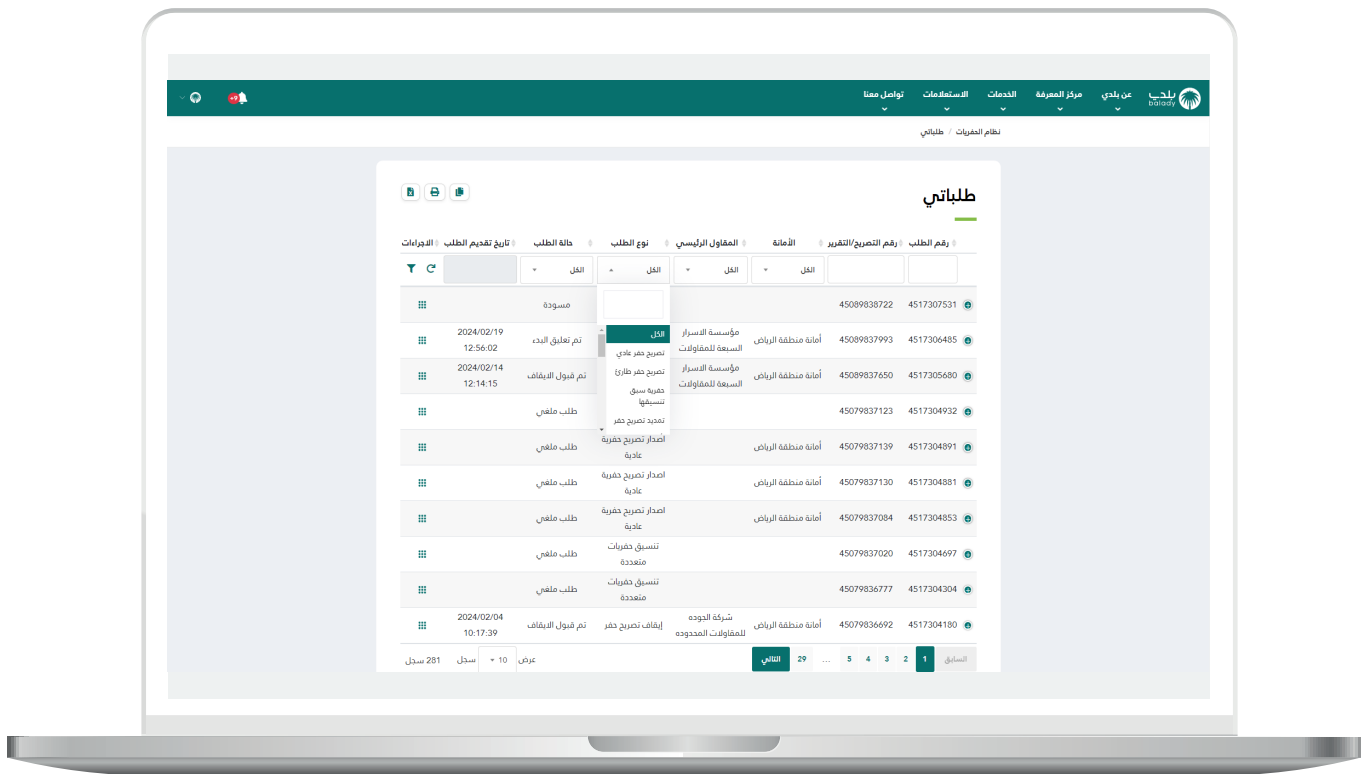 بلدي
balady
عن بلدي
مركز المعرفة
الخدمات
الاستعلامات
تواصل معنا
+9
نظام الحفريات / طلباتي
طلباتي
رقم الطلب رقم التصريح/التقرير الأمانة المقاول الرئيسي نوع الطلب حالة الطلب تاريخ تقديم الطلب الاجراءات
الكل الكل الكل الكل
الكل
تصريح حفر عادي
تصريح حفر طارئ
حفرية سبق
تنسيقها
تمديد تصريح حفر
4517307531 45089838722 مسودة
4517306485 45089837993 أمانة منطقة الرياض مؤسسة الاسرار
السبعة للمقاولات تم تعليق البدء 2024/02/19
12:56:02
4517305680 45089837650 أمانة منطقة الرياض مؤسسة الاسرار
السبعة للمقاولات تم قبول الايقاف 2024/02/14
12:14:15
4517304932 45079837123 طلب ملغي
4517304891 45079837139 أمانة منطقة الرياض اصدار تصريح حفرية
عادية طلب ملغي
4517304881 45079837130 أمانة منطقة الرياض اصدار تصريح حفرية
عادية طلب ملغي
4517304853 45079837084 أمانة منطقة الرياض اصدار تصريح حفرية
عادية طلب ملغي
4517304697 45079837020 تنسيق حفريات
متعددة طلب ملغي
4517304304 45079836777 تنسيق حفريات
متعددة طلب ملغي
4517304180 45079836692 أمانة منطقة الرياض شركة الجوده
للمقاولات المحدوده إيقاف تصريح حفر تم قبول الايقاف 2024/02/04
10:17:39
السابق 1 2 3 4 5 ... 29 التالي
عرض 10 سجل 281 سجل